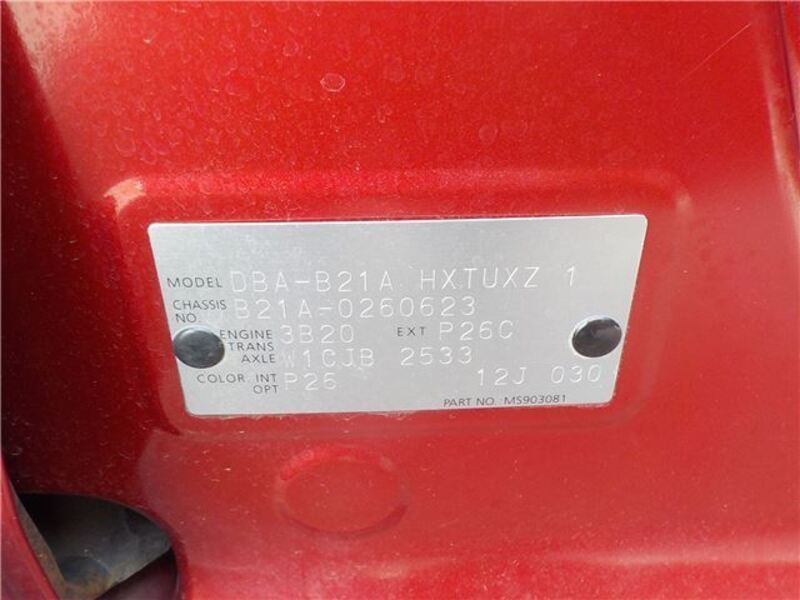 MODEL DBA-B21A HXTUXZ 1
CHASSIS NO. B21A-0260623
ENGINE 3B20 EXT P26C
TRANS AXLE W1CJB 2533
COLOR. INT OPT P26 12J 030
PART NO. MS903081